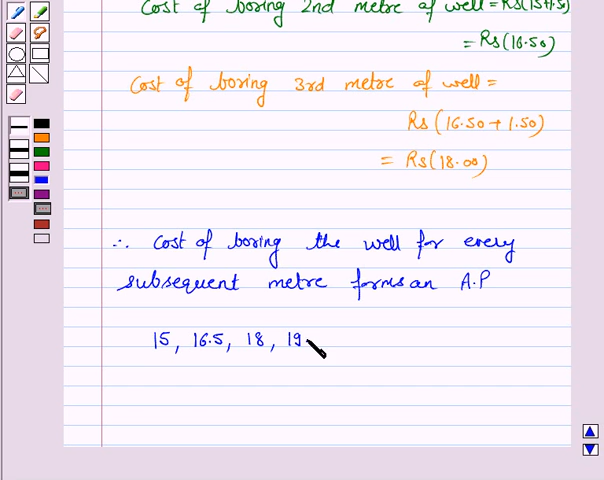 Cost of boring 2nd metre of well = Rs(15+1.5)
= Rs(16.50)
Cost of boring 3rd metre of well =
Rs(16.50+1.50)
= Rs(18.00)
∴ Cost of boring the well for every
subsequent metre forms an A.P
15, 16.5, 18, 19